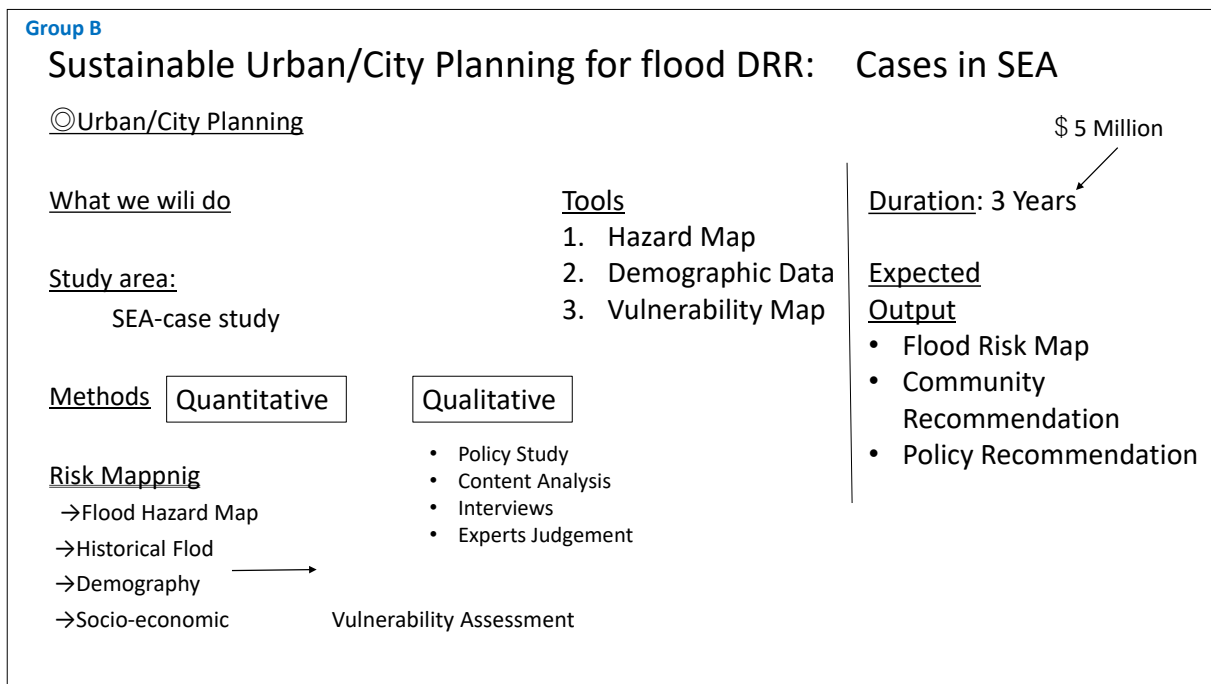 Group B
Sustainable Urban/City Planning for flood DRR: Cases in SEA
◎Urban/City Planning
$ 5 Million
What we wili do
Study area:
SEA-case study
Tools
1. Hazard Map
2. Demographic Data
3. Vulnerability Map
Duration: 3 Years
Expected
Output
• Flood Risk Map
• Community
Recommendation
• Policy Recommendation
Methods Quantitative Qualitative
• Policy Study
• Content Analysis
• Interviews
• Experts Judgement
Risk Mappnig
→Flood Hazard Map
→Historical Flod
→Demography
→Socio-economic
Vulnerability Assessment